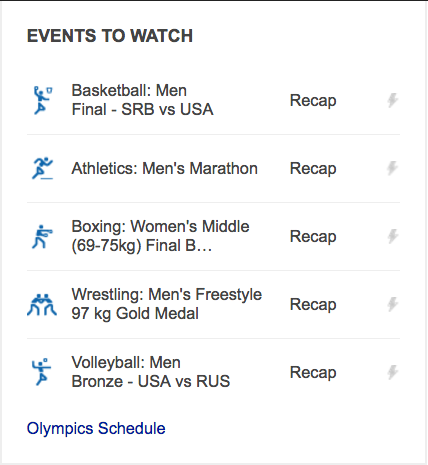 EVENTS TO WATCH
Basketball: Men
Final - SRB vs USA
Recap
Athletics: Men's Marathon
Recap
Boxing: Women's Middle
(69-75kg) Final B…
Recap
Wrestling: Men's Freestyle
97 kg Gold Medal
Recap
Volleyball: Men
Bronze - USA vs RUS
Recap
Olympics Schedule